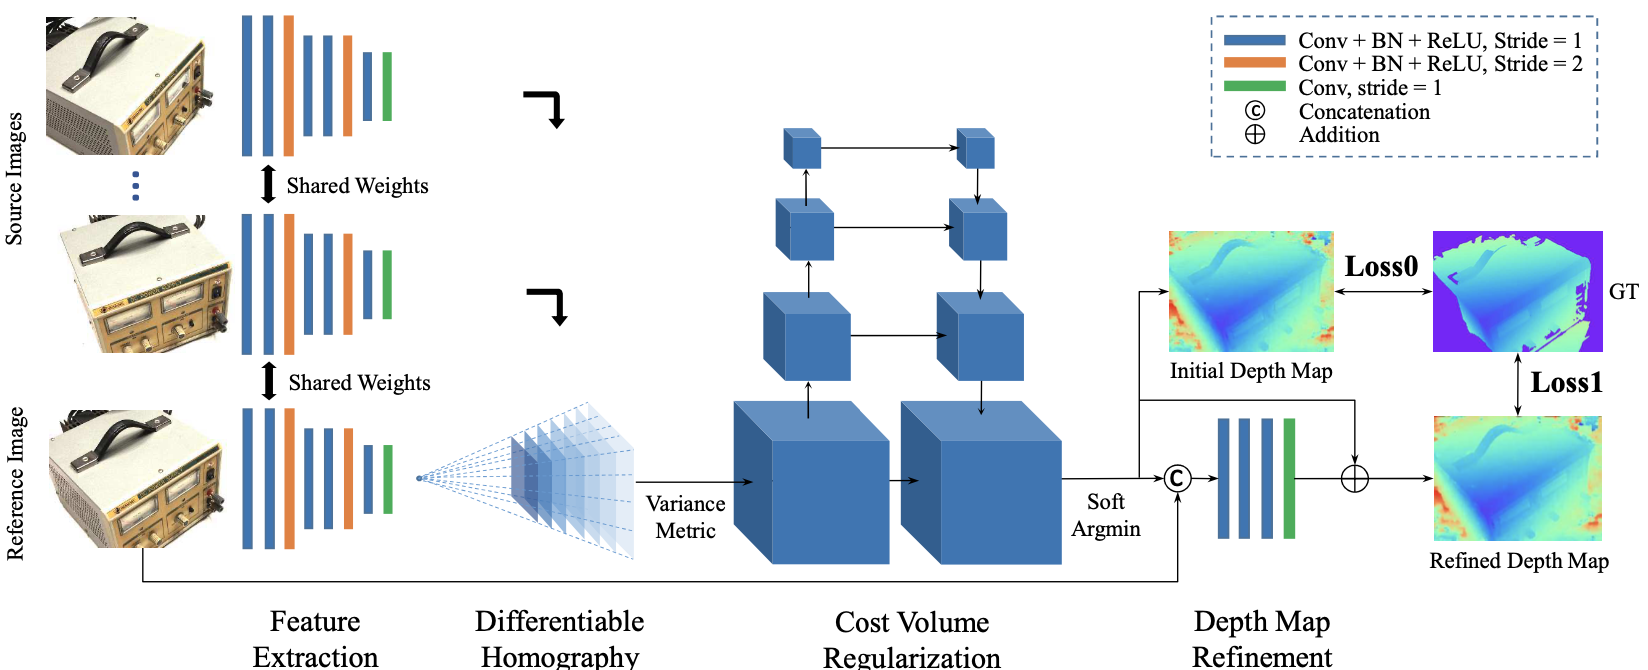 Source Images
Reference Image
Shared Weights
Shared Weights
Variance
Metric
Soft
Argmin
C
Conv + BN + ReLU, Stride = 1
Conv + BN + ReLU, Stride = 2
Conv, stride = 1
C Concatenation
Addition
Loss0
GT
Initial Depth Map
Loss1
Refined Depth Map
Feature
Extraction
Differentiable
Homography
Cost Volume
Regularization
Depth Map
Refinement